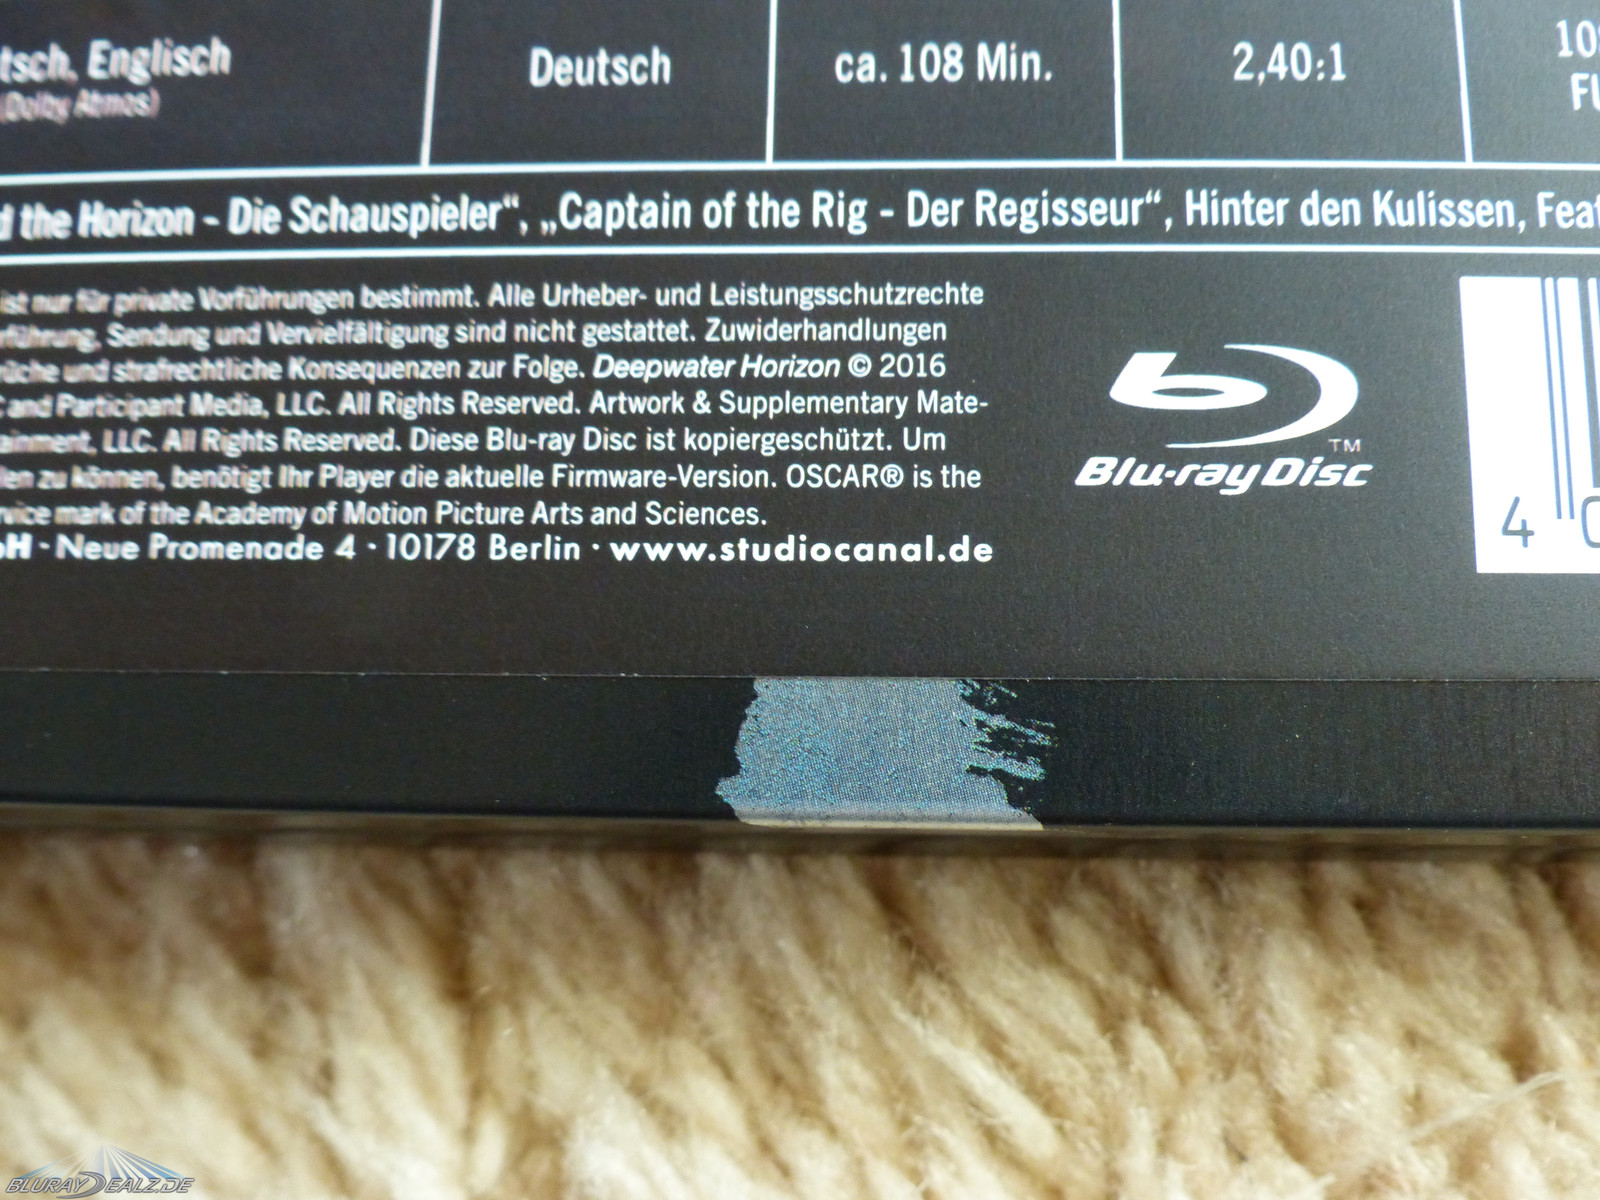 tsch, Englisch
(Dolby Atmos)
Deutsch
ca. 108 Min.
2,40:1
the Horizon - Die Schauspieler“, „Captain of the Rig - Der Regisseur“, Hinter den Kulissen,
ist nur für private Vorführungen bestimmt. Alle Urheber- und Leistungsschutzrechte
Sendung und Vervielfältigung sind nicht gestattet. Zuwiderhandlungen
und strafrechtliche Konsequenzen zur Folge. Deepwater Horizon © 2016
and Participant Media, LLC. All Rights Reserved. Artwork & Supplementary Mate-
LLC. All Rights Reserved. Diese Blu-ray Disc ist kopiergeschützt. Um
zu können, benötigt Ihr Player die aktuelle Firmware-Version. OSCAR® is the
mark of the Academy of Motion Picture Arts and Sciences.
Neue Promenade 4 · 10178 Berlin · www.studiocanal.de
TM
Blu-ray Disc
4
BLURAYDEALZ.DE